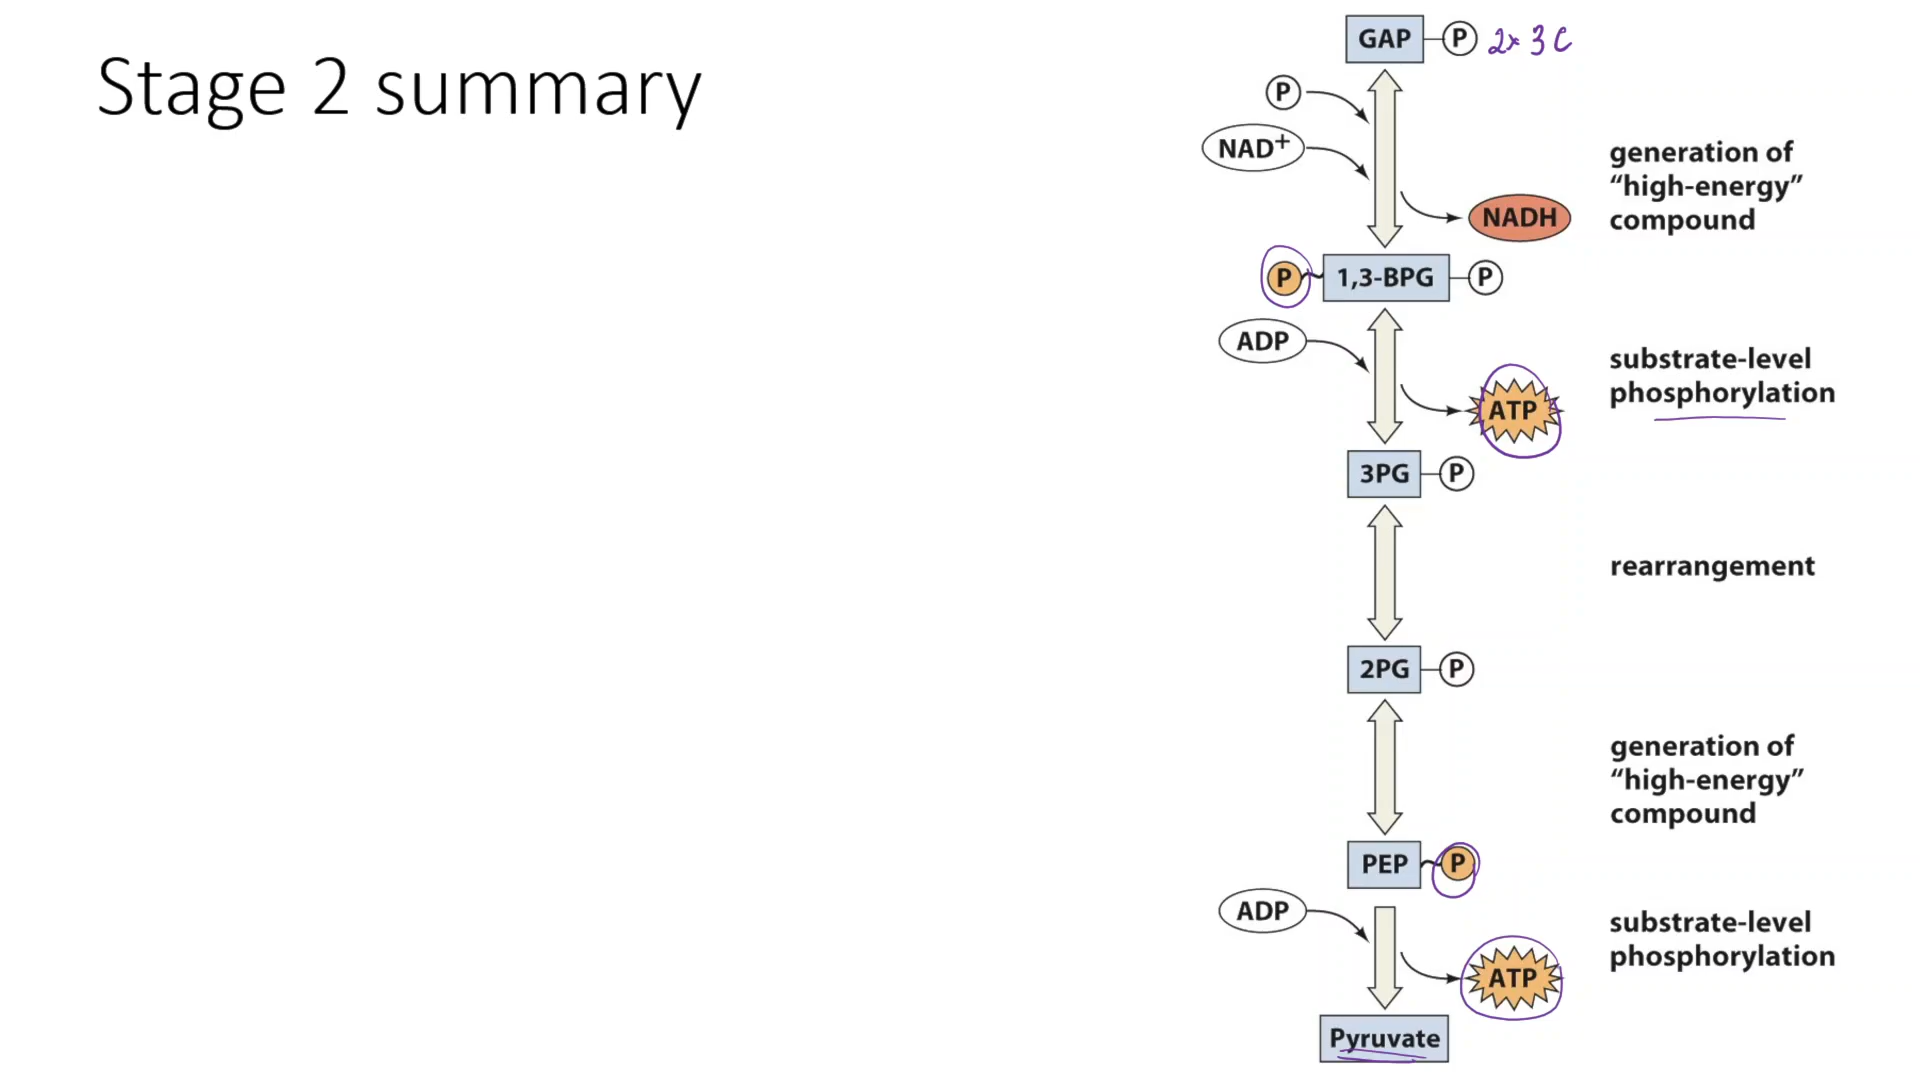 Stage 2 summary
GAP
P
2x 3 C
P
NAD+
NADH
generation of
“high-energy”
compound
P
1,3-BPG
P
ADP
ATP
substrate-level
phosphorylation
3PG
P
rearrangement
2PG
P
generation of
“high-energy”
compound
PEP
P
ADP
ATP
substrate-level
phosphorylation
Pyruvate